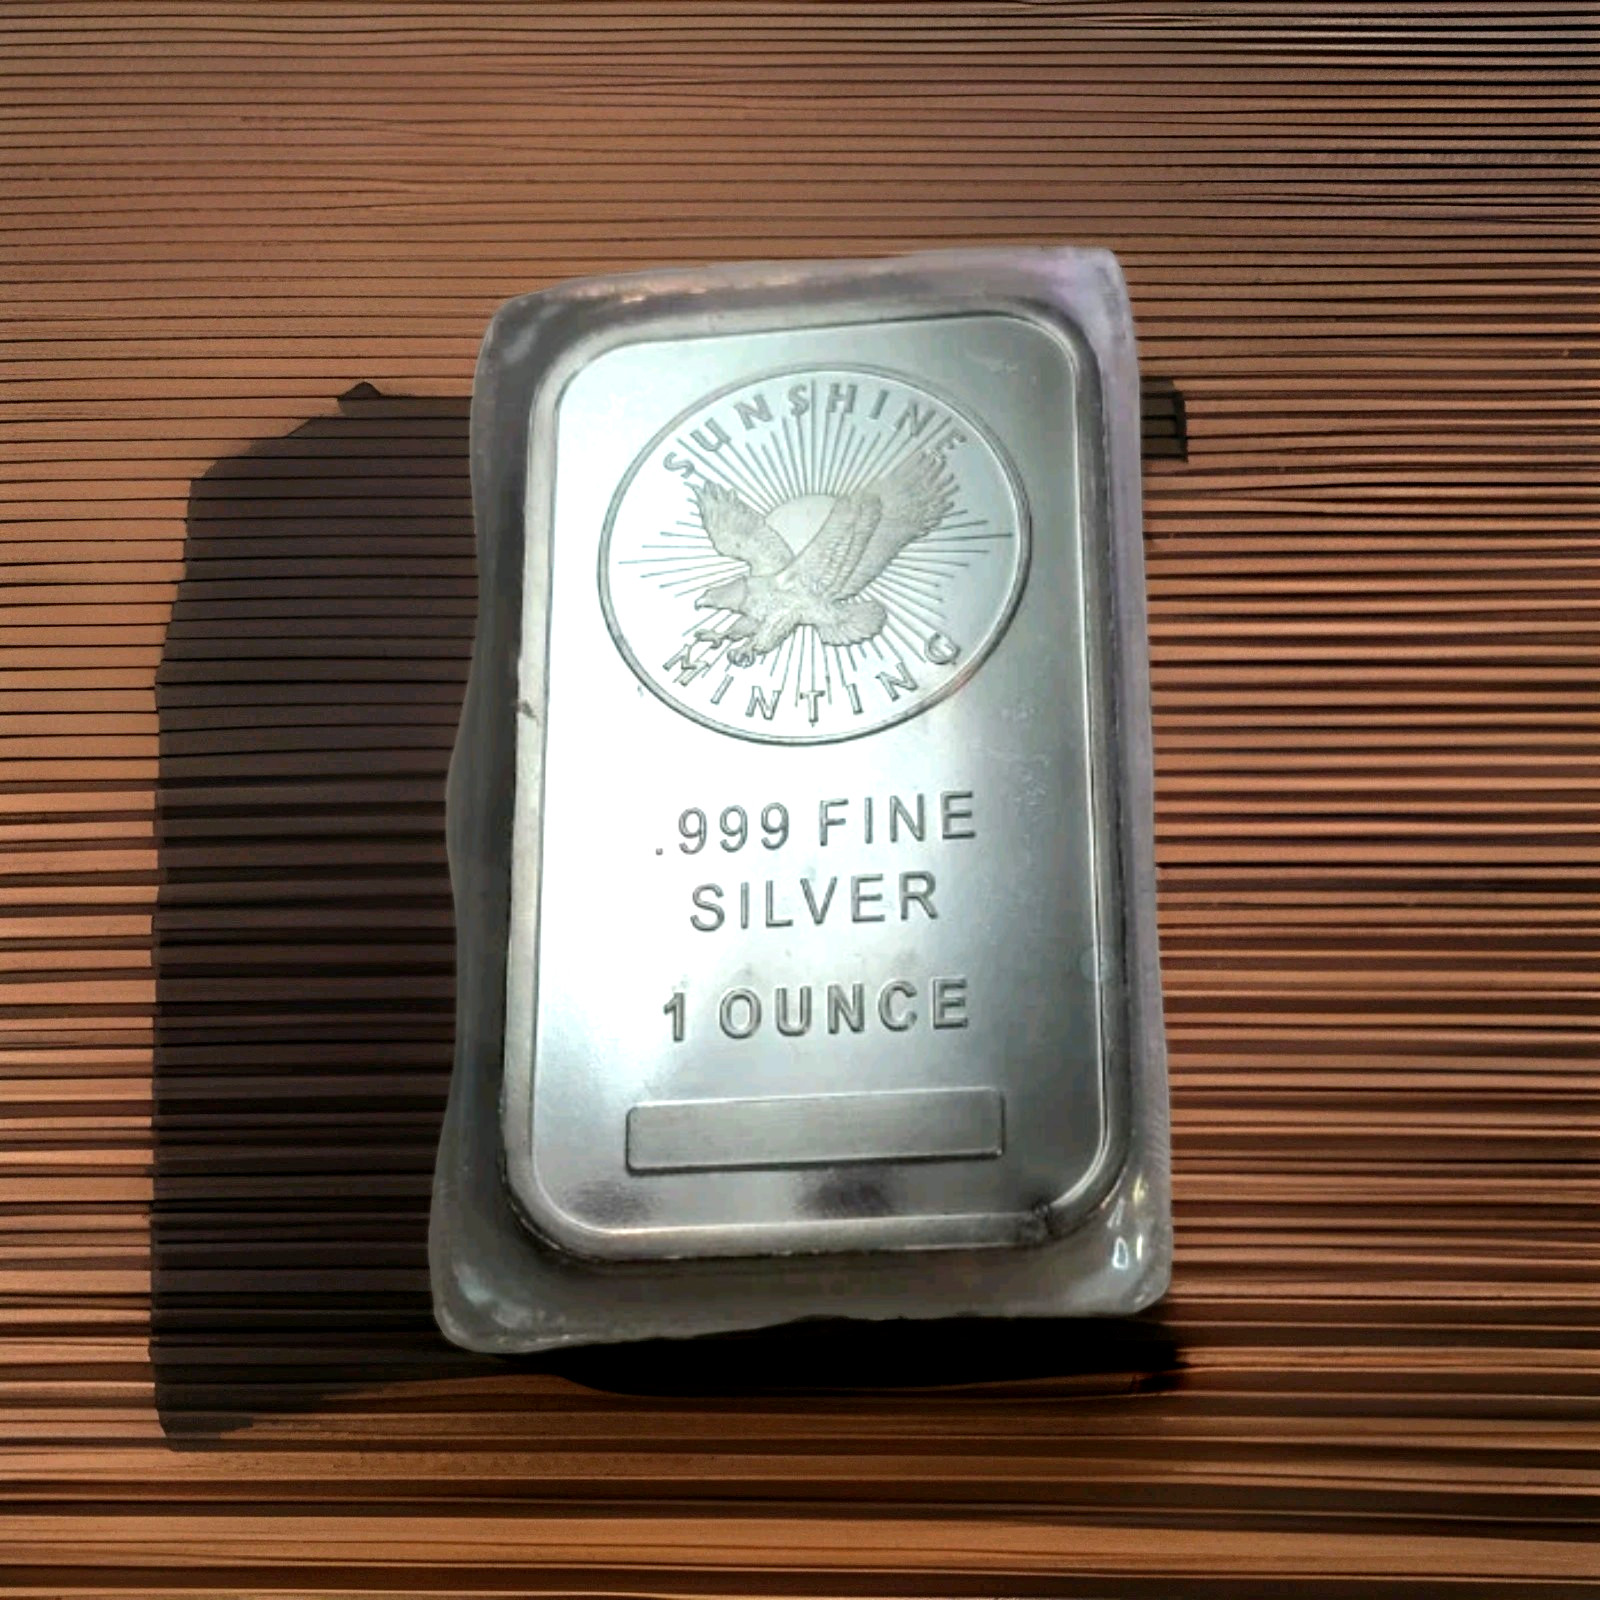 SUNSHINE
MINTING
.999 FINE
SILVER
1 OUNCE